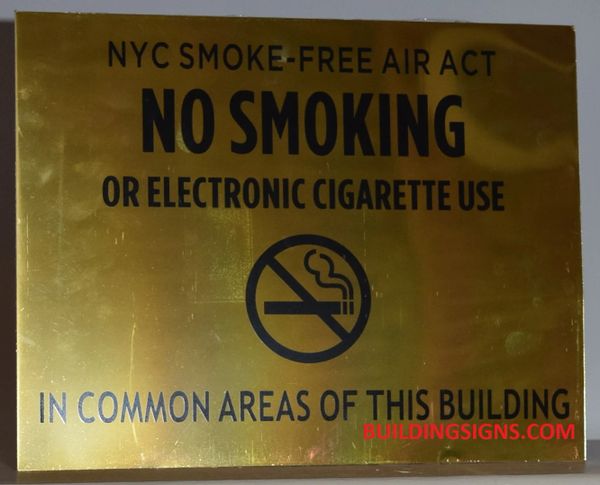 NYC SMOKE-FREE AIR ACT
NO SMOKING
OR ELECTRONIC CIGARETTE USE
IN COMMON AREAS OF THIS BUILDING
BUILDINGSIGNS.COM